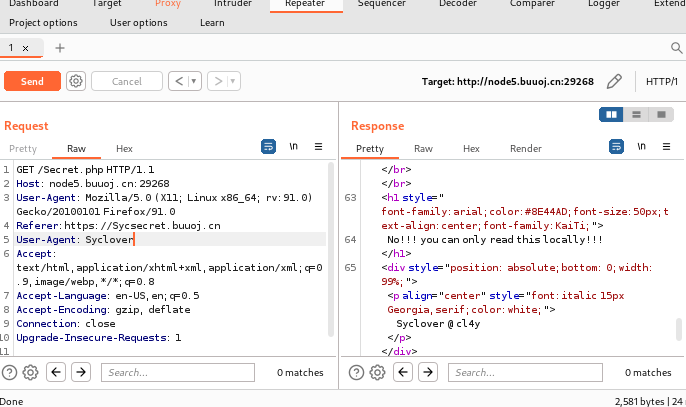 Dashboard Target Proxy Intruder Repeater Sequencer Decoder Comparer Logger Extend
Project options User options Learn
1 ×
Send Cancel < > Target: http://node5.buuoj.cn:29268 HTTP/1
Request
Pretty Raw Hex \n
1 GET /Secret.php HTTP/1.1
2 Host: node5.buuoj.cn:29268
3 User-Agent: Mozilla/5.0 (X11; Linux x86_64; rv:91.0)
Gecko/20100101 Firefox/91.0
4 Referer:https://Sycsecret.buuoj.cn
5 User-Agent: Syclover
6 Accept:
text/html,application/xhtml+xml,application/xml;q=0
.9,image/webp,*/*;q=0.8
7 Accept-Language: en-US,en;q=0.5
8 Accept-Encoding: gzip, deflate
9 Connection: close
10 Upgrade-Insecure-Requests: 1
11
Search... 0 matches
Response
Pretty Raw Hex Render \n
</br>
</br>
63 <h1 style="
font-family:arial;color:#8E44AD;font-size:50px;t
ext-align:center;font-family:KaiTi;">
64 No!!! you can only read this locally!!!
</h1>
65 <div style="position: absolute;bottom: 0;width:
99%;">
<p align="center" style="font:italic 15px
Georgia,serif;color:white;">
Syclover @ cl4y
</p>
</div>
Search... 0 matches
Done 2,581 bytes | 24